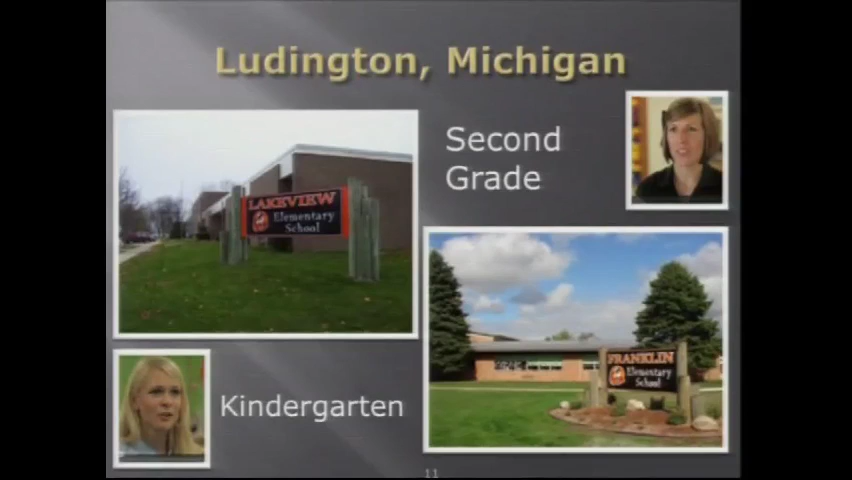 Ludington, Michigan
Second
Grade
LAKEVIEW
Elementary
School
FRANKLIN
Elementary
School
Kindergarten
11